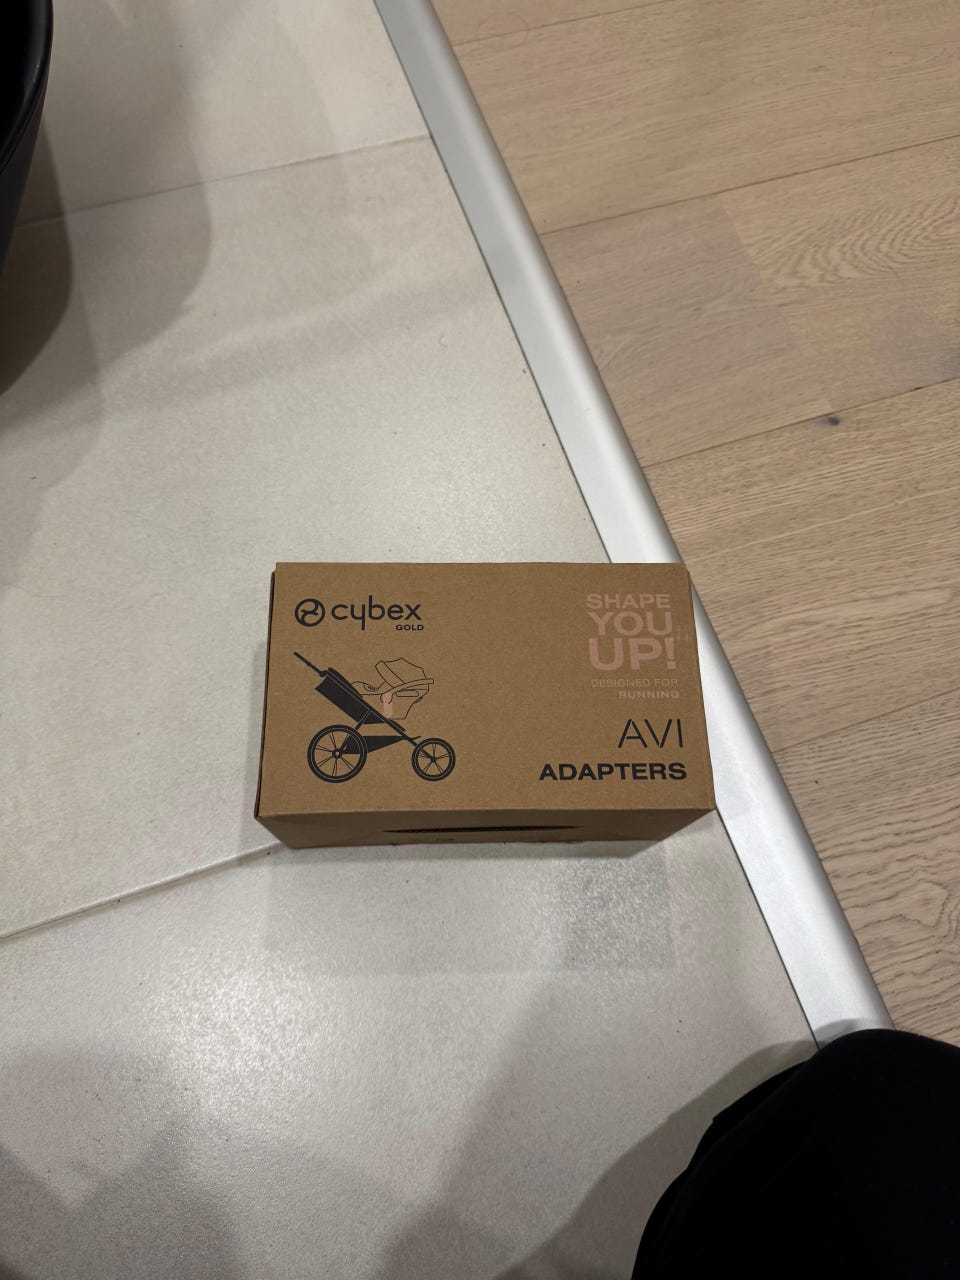 cybex
GOLD
SHAPE
YOU
UP!
DESIGNED FOR
RUNNING
AVI
ADAPTERS